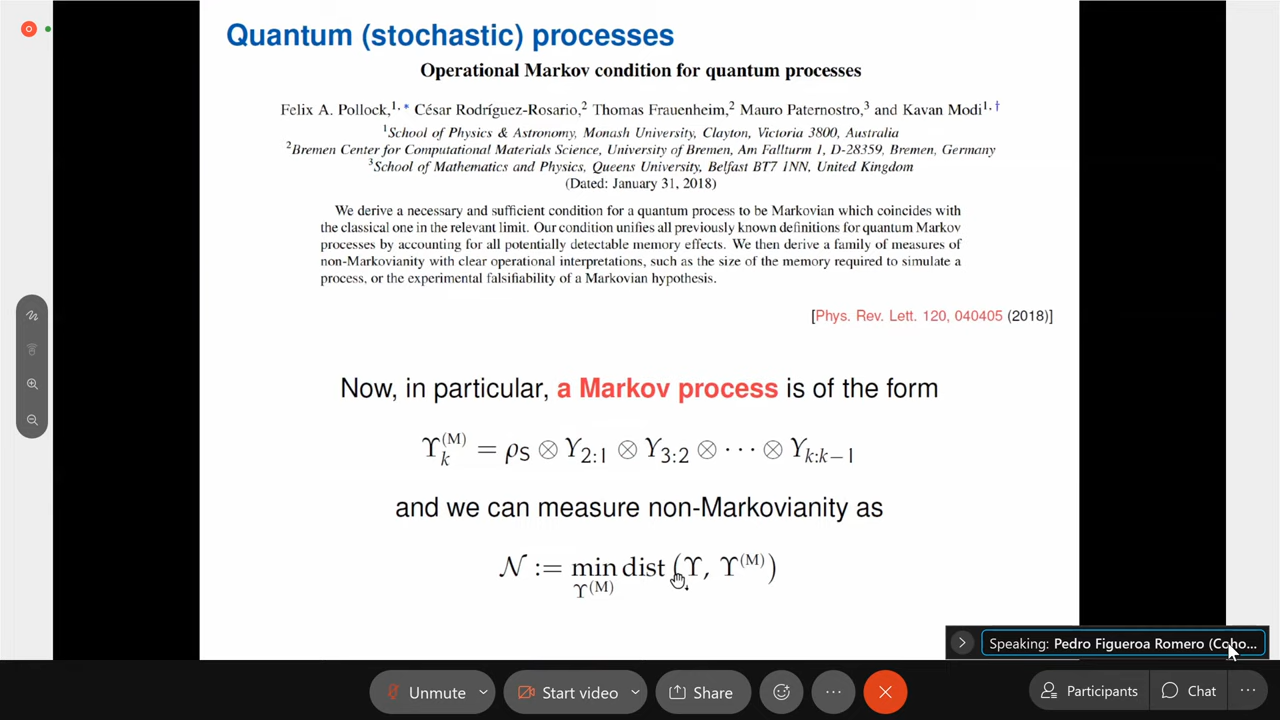 Quantum (stochastic) processes
Operational Markov condition for quantum processes
Felix A. Pollock,¹,* César Rodríguez-Rosario,² Thomas Frauenheim,² Mauro Paternostro,³ and Kavan Modi¹,†
¹School of Physics & Astronomy, Monash University, Clayton, Victoria 3800, Australia
²Bremen Center for Computational Materials Science, University of Bremen, Am Fallturm 1, D-28359, Bremen, Germany
³School of Mathematics and Physics, Queens University, Belfast BT7 1NN, United Kingdom
(Dated: January 31, 2018)
We derive a necessary and sufficient condition for a quantum process to be Markovian which coincides with
the classical one in the relevant limit. Our condition unifies all previously known definitions for quantum Markov
processes by accounting for all potentially detectable memory effects. We then derive a family of measures of
non-Markovianity with clear operational interpretations, such as the size of the memory required to simulate a
process, or the experimental falsifiability of a Markovian hypothesis.
[Phys. Rev. Lett. 120, 040405 (2018)]
Now, in particular, a Markov process is of the form
ϒ_k^(M) = ρ_S ⊗ Y_2:1 ⊗ Y_3:2 ⊗ ⋯ ⊗ Y_k:k−1
and we can measure non-Markovianity as
𝒩 := min_ϒ^(M) dist (ϒ, ϒ^(M))
Speaking: Pedro Figueroa Romero (Coho...
Unmute Start video Share Participants Chat